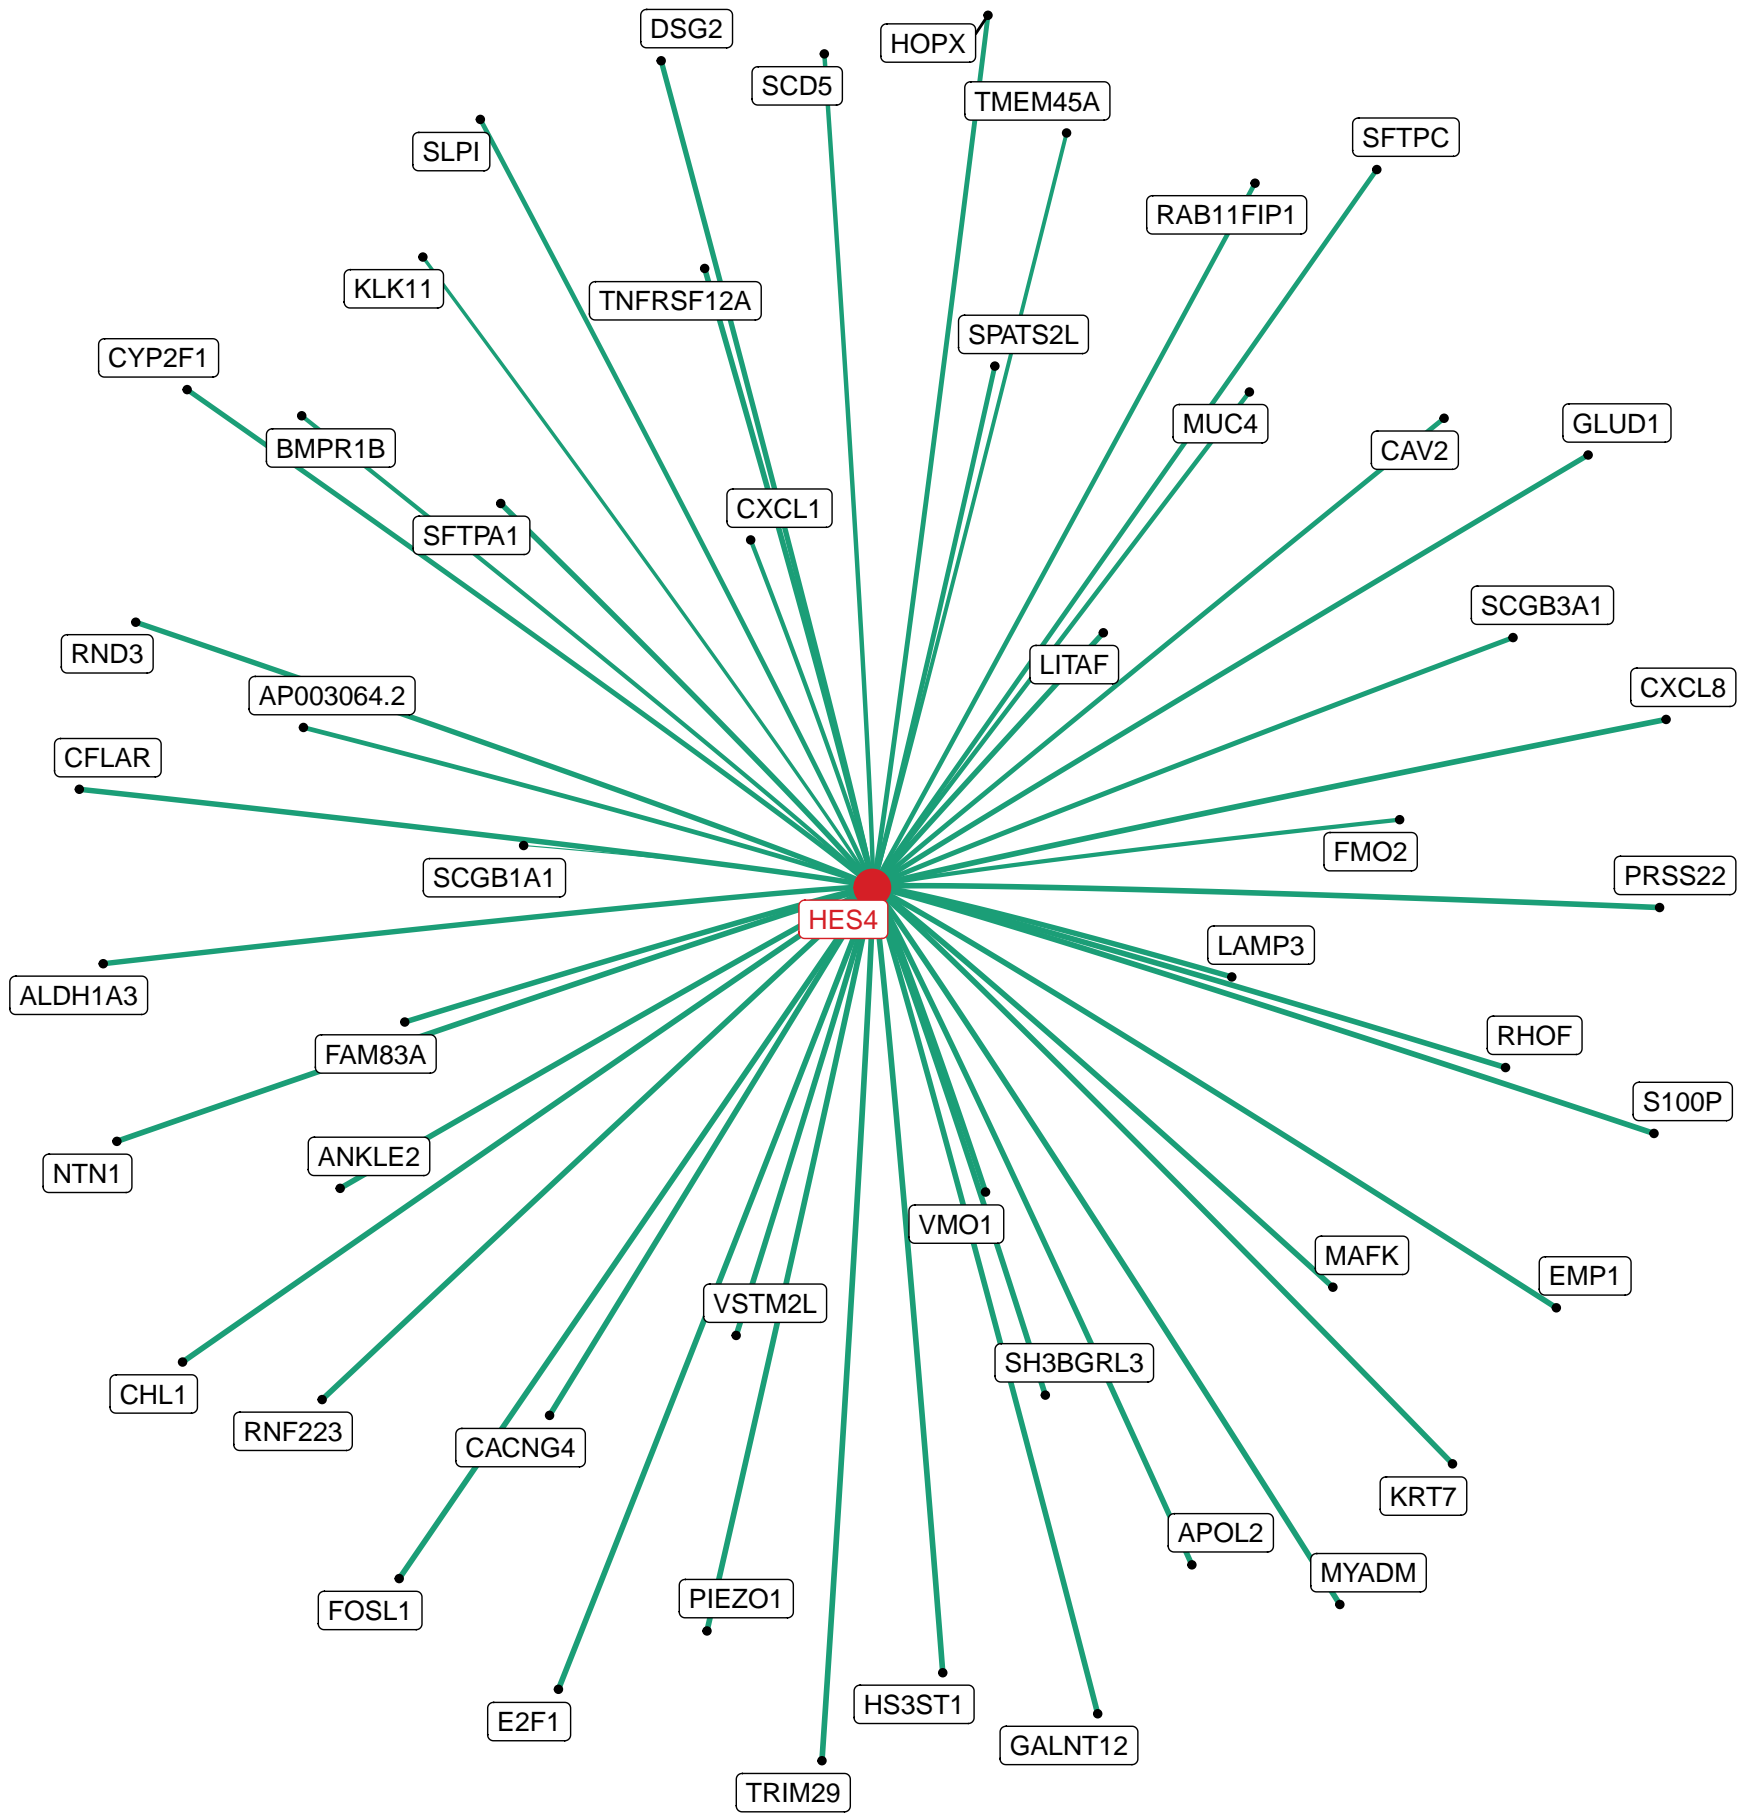 DSG2
HOPX
SCD5
TMEM45A
SFTPC
SLPI
RAB11FIP1
KLK11
TNFRSF12A
SPATS2L
CYP2F1
MUC4
GLUD1
BMPR1B
CAV2
CXCL1
SFTPA1
SCGB3A1
RND3
LITAF
CXCL8
AP003064.2
CFLAR
FMO2
SCGB1A1
PRSS22
HES4
LAMP3
ALDH1A3
RHOF
FAM83A
S100P
ANKLE2
NTN1
VMO1
MAFK
EMP1
VSTM2L
SH3BGRL3
CHL1
RNF223
CACNG4
KRT7
APOL2
MYADM
PIEZO1
FOSL1
HS3ST1
E2F1
GALNT12
TRIM29